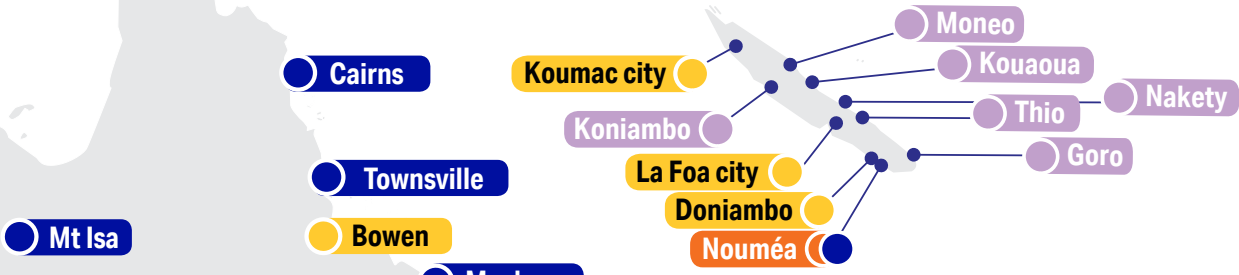 Moneo
Cairns
Koumac city
Kouaoua
Nakety
Koniambo
Thio
Goro
Townsville
La Foa city
Doniambo
Mt Isa
Bowen
Nouméa